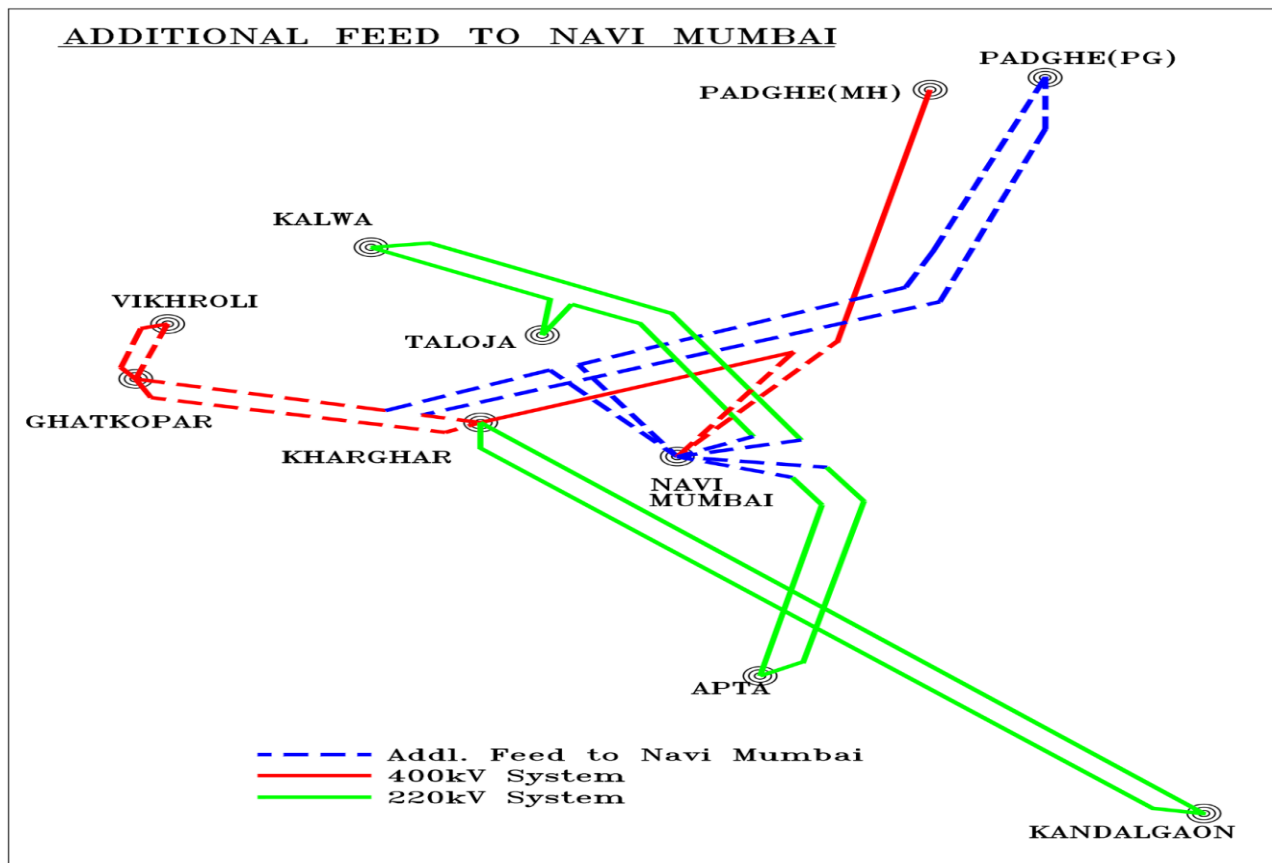 ADDITIONAL FEED TO NAVI MUMBAI
PADGHE(PG)
PADGHE(MH)
KALWA
VIKHROLI
TALOJA
GHATKOPAR
KHARGHAR
NAVI
MUMBAI
APTA
Addl. Feed to Navi Mumbai
400kV System
220kV System
KANDALGAON